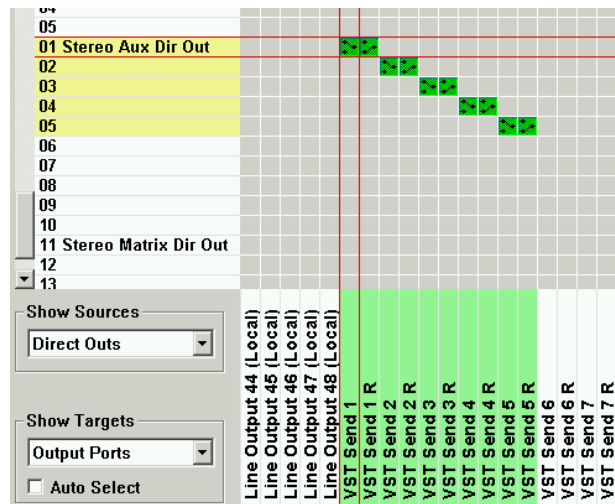 04
05
01 Stereo Aux Dir Out
02
03
04
05
06
07
08
09
10
11 Stereo Matrix Dir Out
12
13
Show Sources
Direct Outs
Show Targets
Output Ports
Auto Select
Line Output 44 (Local)
Line Output 45 (Local)
Line Output 46 (Local)
Line Output 47 (Local)
Line Output 48 (Local)
VST Send 1
VST Send 1 R
VST Send 2
VST Send 2 R
VST Send 3
VST Send 3 R
VST Send 4
VST Send 4 R
VST Send 5
VST Send 5 R
VST Send 6
VST Send 6 R
VST Send 7
VST Send 7 R